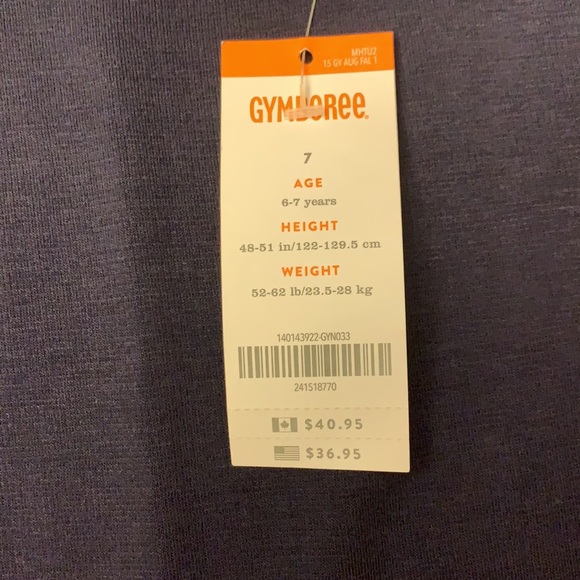 MHTU2
15 GY AUG FAL 1
GYMBOREE
7
AGE
6-7 years
HEIGHT
48-51 in/122-129.5 cm
WEIGHT
52-62 lb/23.5-28 kg
140143922-GYN033
241518770
$40.95
$36.95